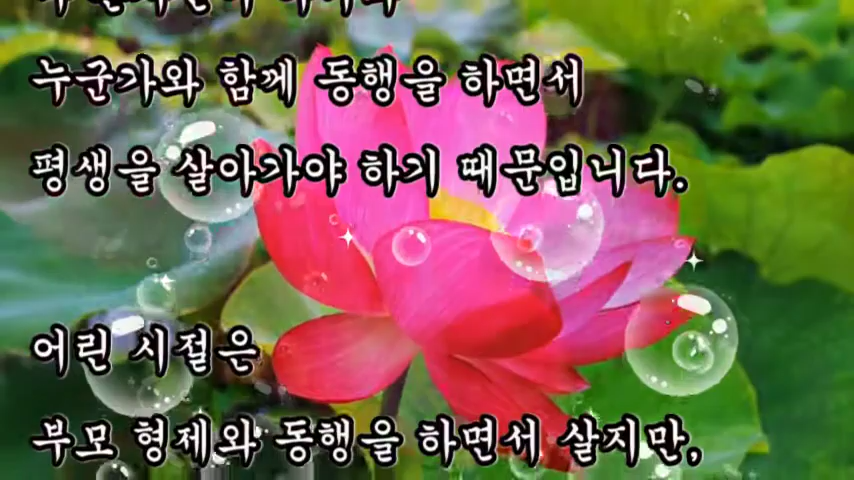 누군가와 함께 동행을 하면서
평생을 살아가야 하기 때문입니다.
어린 시절은
부모 형제와 동행을 하면서 살지만,